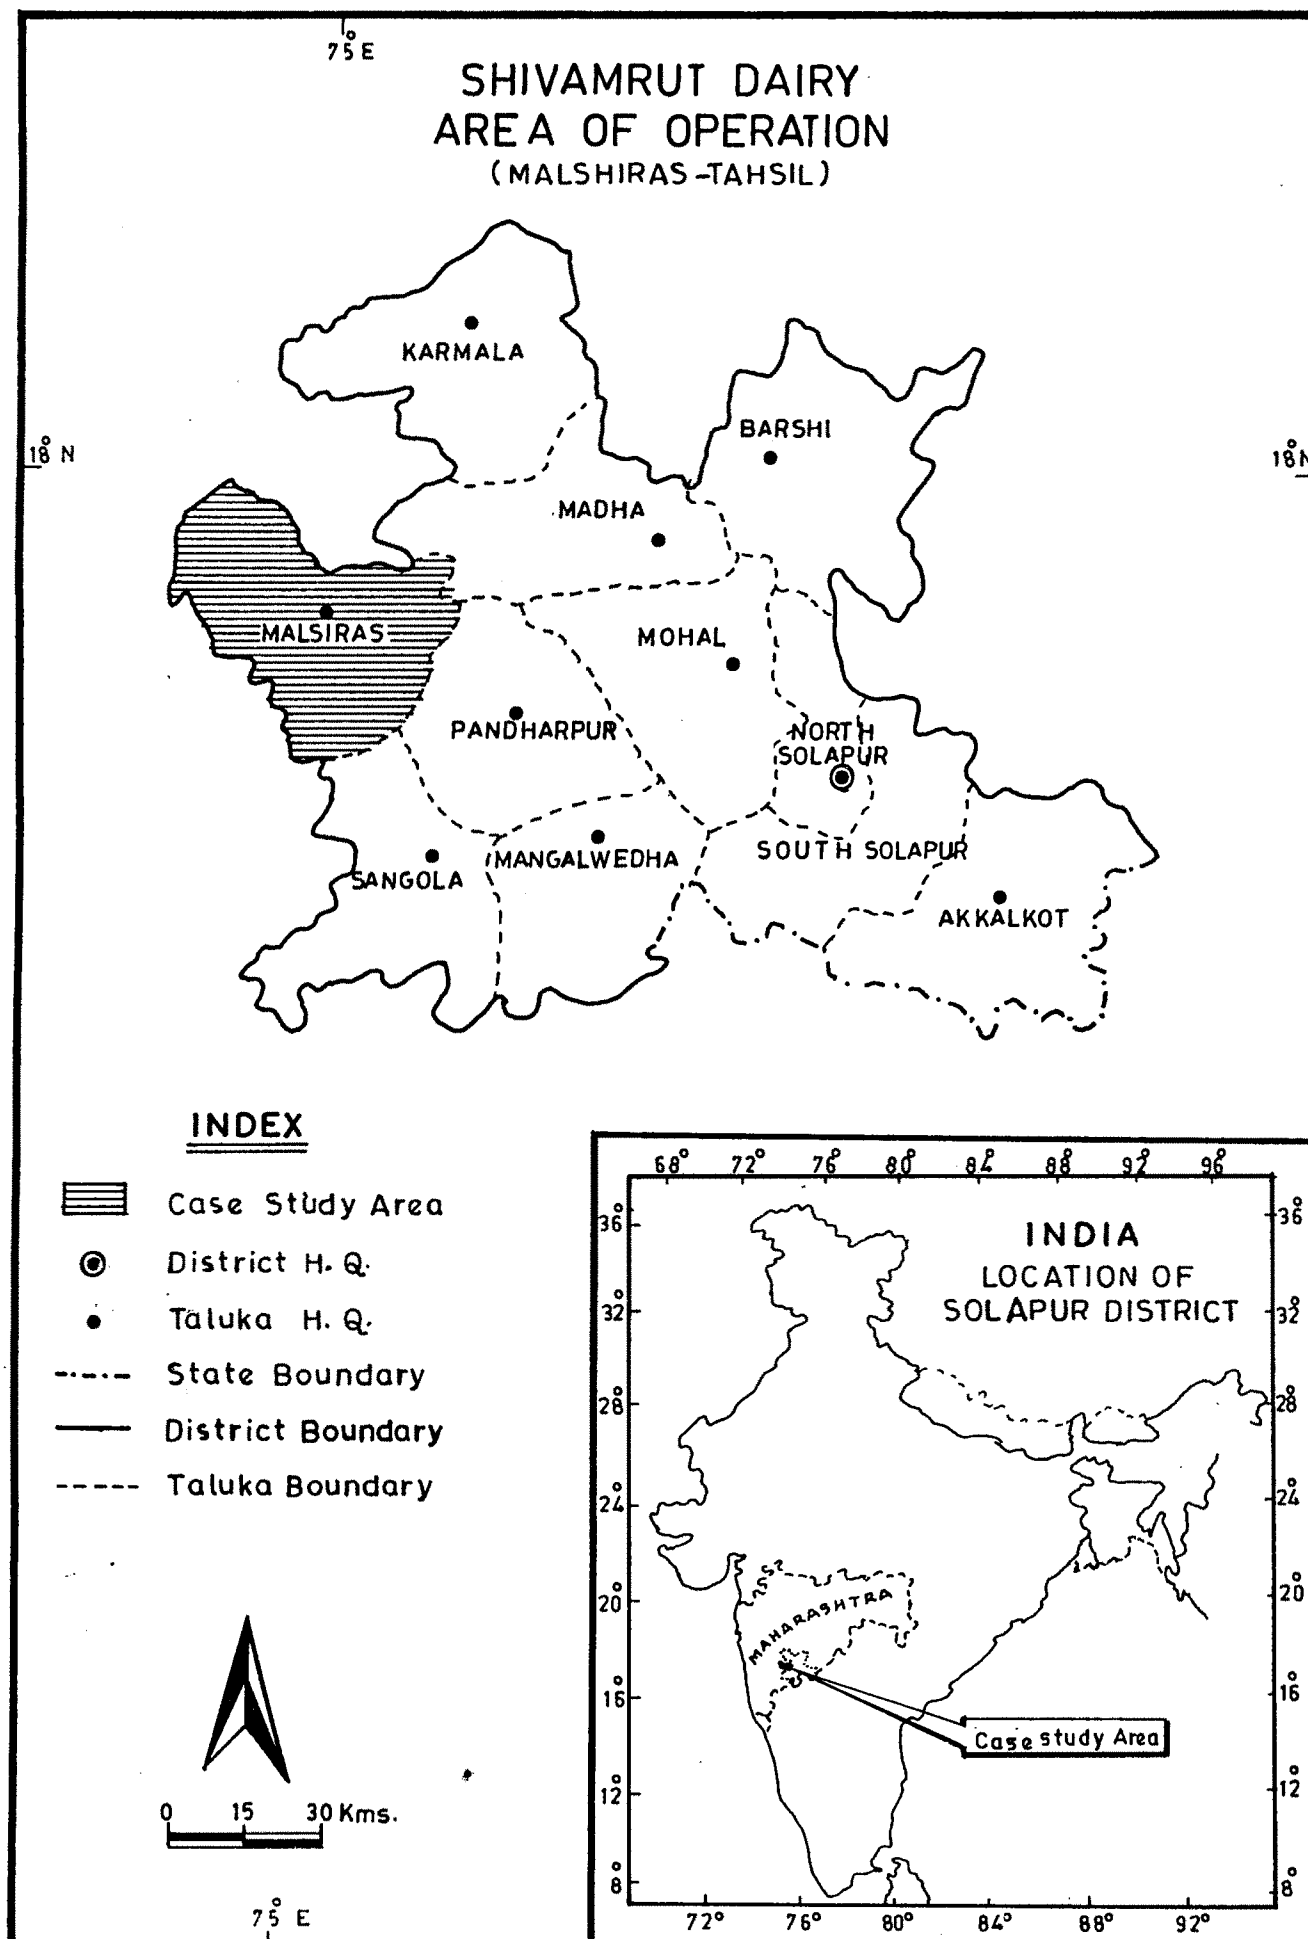 75°E
SHIVAMRUT DAIRY
AREA OF OPERATION
(MALSHIRAS-TAHSIL)
KARMALA
BARSHI
18°N
18°N
MADHA
MALSIRAS
MOHAL
PANDHARPUR
NORTH
SOLAPUR
SOUTH SOLAPUR
MANGALWEDHA
SANGOLA
AKKALKOT
INDEX
Case Study Area
District H.Q.
Taluka H.Q.
State Boundary
District Boundary
Taluka Boundary
0 15 30 Kms.
75° E
68° 72° 76° 80° 84° 88° 92° 96°
36° 36°
INDIA
LOCATION OF
SOLAPUR DISTRICT
32° 32°
28° 28°
24° 24°
20° 20°
MAHARASHTRA
16° 16°
Case study Area
12° 12°
8° 8°
72° 76° 80° 84° 88° 92°